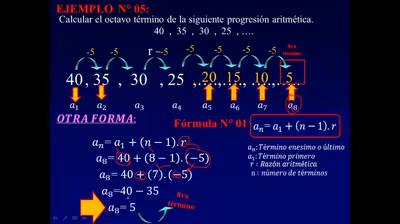 EJEMPLO N° 05:
Calcular el octavo término de la siguiente progresión aritmética.
40 , 35 , 30 , 25 , ....
-5 r = -5 -5 -5 -5 -5 -5 8vo término
40, 35 , 30 , 25 ,...20...15...10...5
a₁ a₂ a₃ a₄ a₅ a₆ a₇ a₈
OTRA FORMA:
Fórmula N° 01
aₙ = a₁ + (n − 1). r
aₙ = a₁ + (n − 1). r
a₈ = 40 + (8 − 1). (−5)
a₈ = 40 + (7). (−5)
a₈=40 − 35
a₈ = 5
8vo término
aₙ: Término enesimo o último
a₁: Término primero
r : Razón aritmética
n : número de términos